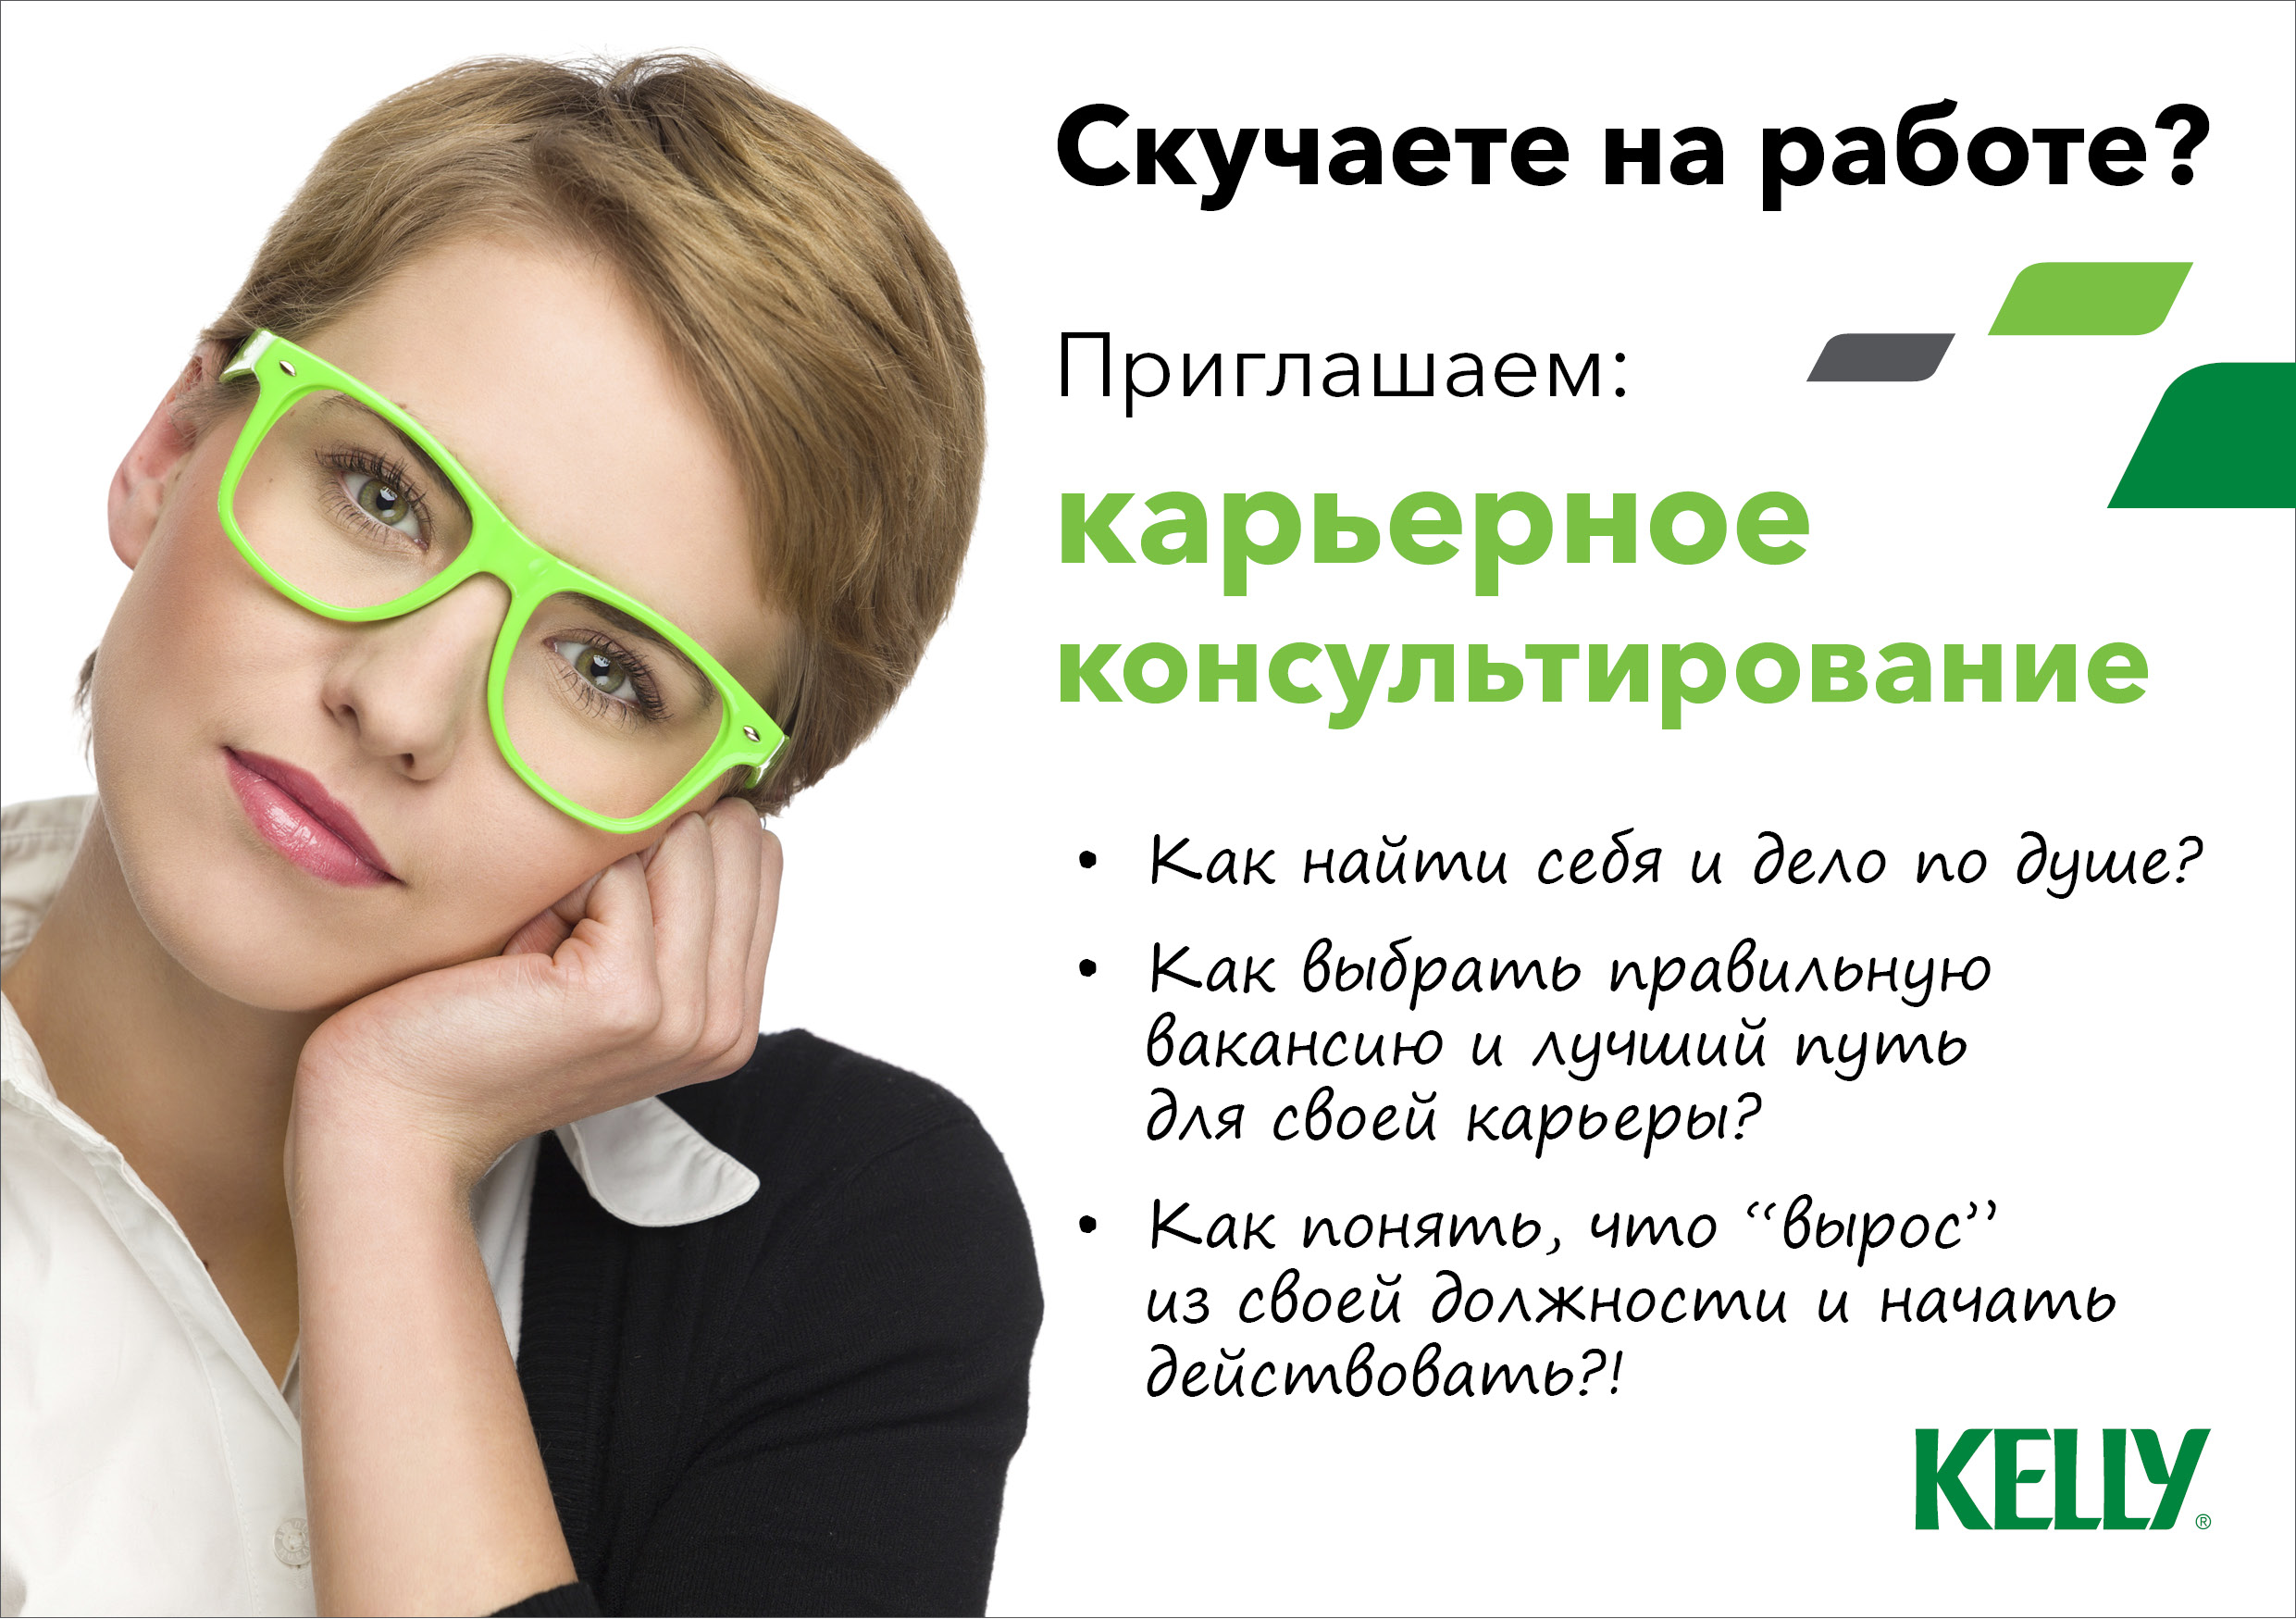 Скучаете на работе?
Приглашаем:
карьерное
консультирование
• Как найти себя и дело по душе?
• Как выбрать правильную
вакансию и лучший путь
для своей карьеры?
• Как понять, что “вырос”
из своей должности и начать
действовать?!
KELLY®